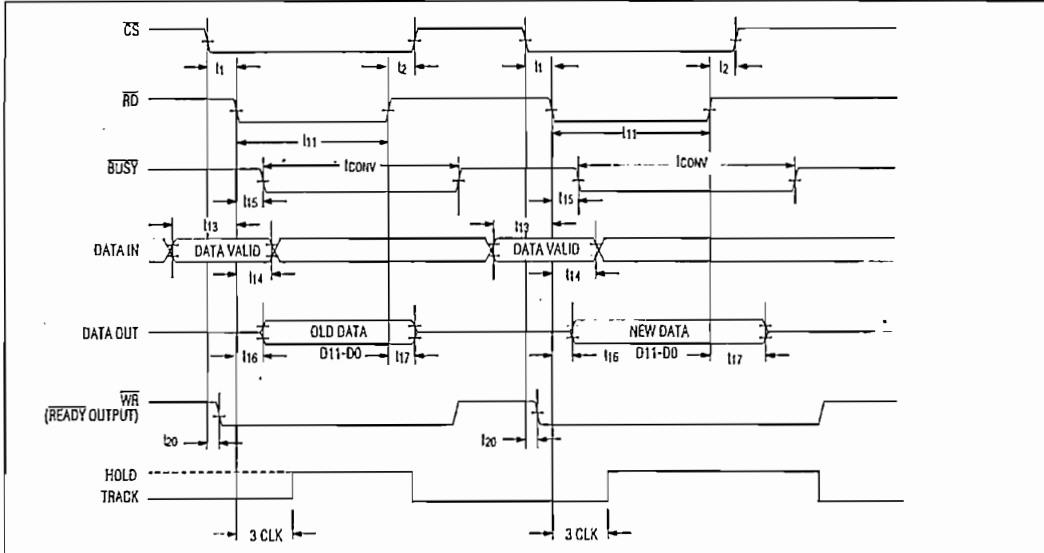 CS
t1 t2 t1 t2
RD
t11 t11
BUSY
tCONV tCONV
t15 t15
t13 t13
DATA IN DATA VALID DATA VALID
t14 t14
DATA OUT OLD DATA NEW DATA
t16 D11-D0 t17 t16 D11-D0 t17
WR
(READY OUTPUT)
t20 t20
HOLD
TRACK
3 CLK 3 CLK